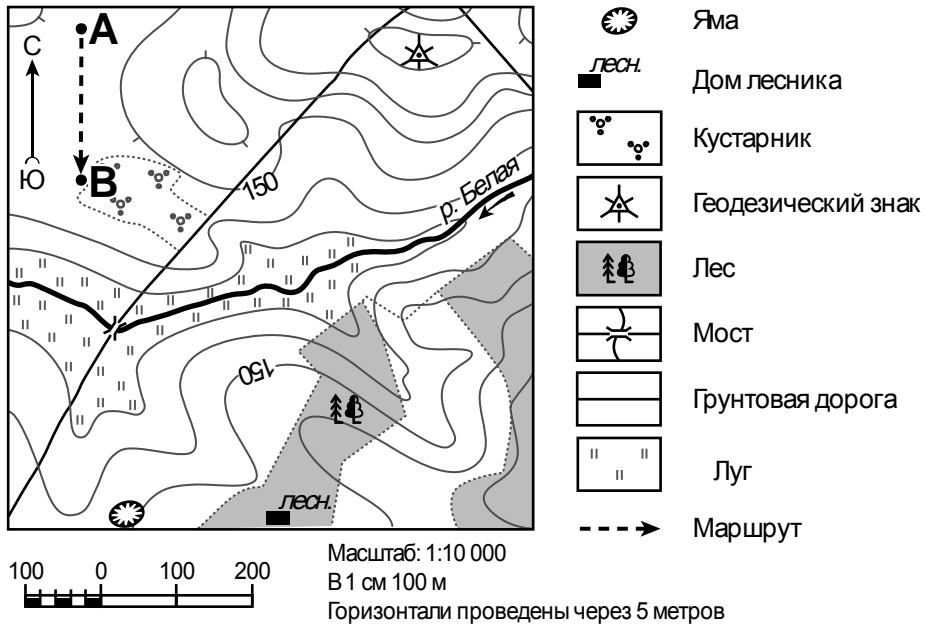 А
С
Ю
В
150
р. Белая
150
лесн.
Яма
лесн.
Дом лесника
Кустарник
Геодезический знак
Лес
Мост
Грунтовая дорога
Луг
Маршрут
100 0 100 200
Масштаб: 1:10 000
В 1 см 100 м
Горизонтали проведены через 5 метров